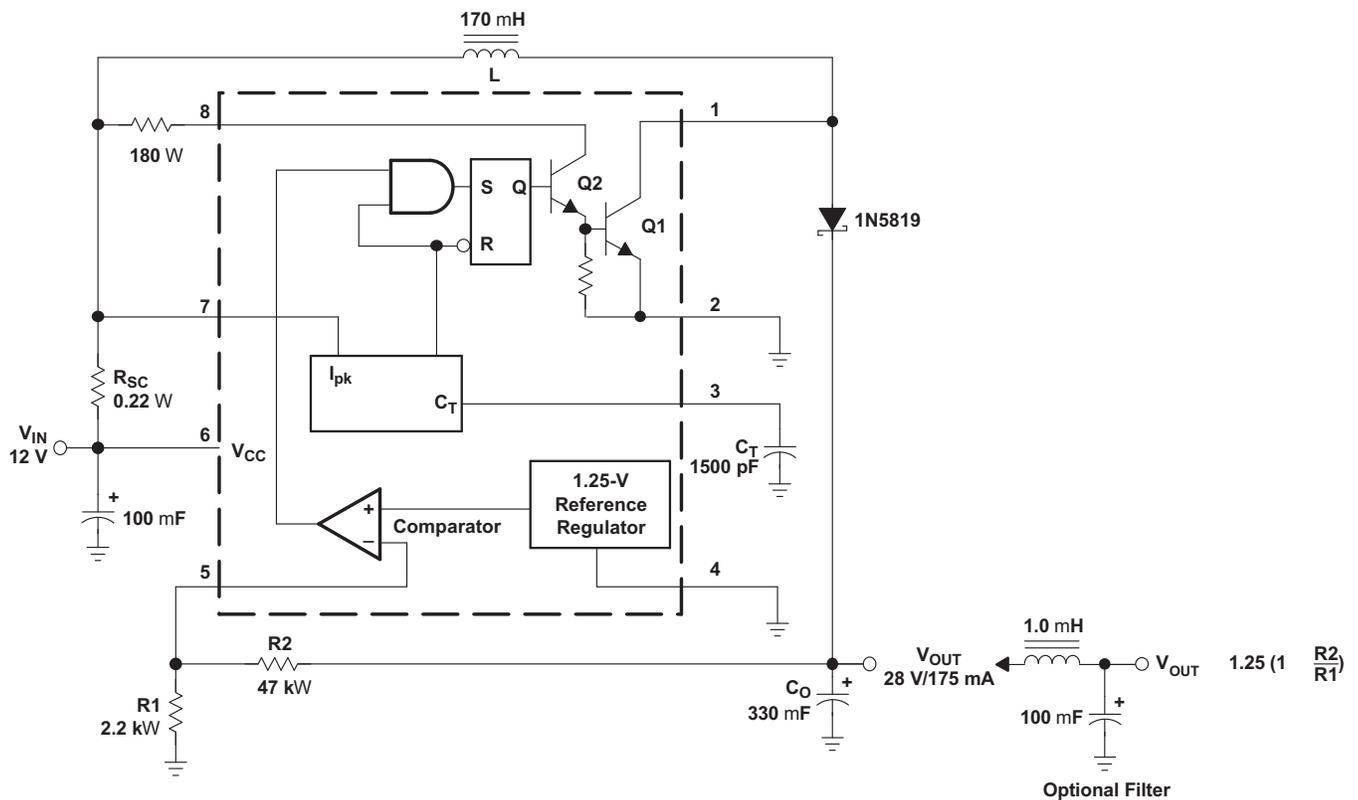 170 mH
L
8
1
180 W
S
Q
Q2
R
Q1
1N5819
7
2
Ipk
CT
3
RSC
0.22 W
VIN
12 V
6
VCC
CT
1500 pF
+
100 mF
+
–
Comparator
1.25-V
Reference
Regulator
5
4
R2
47 kW
R1
2.2 kW
CO
330 mF
+
VOUT
28 V/175 mA
1.0 mH
VOUT
1.25 (1 R2/R1)
100 mF
+
Optional Filter